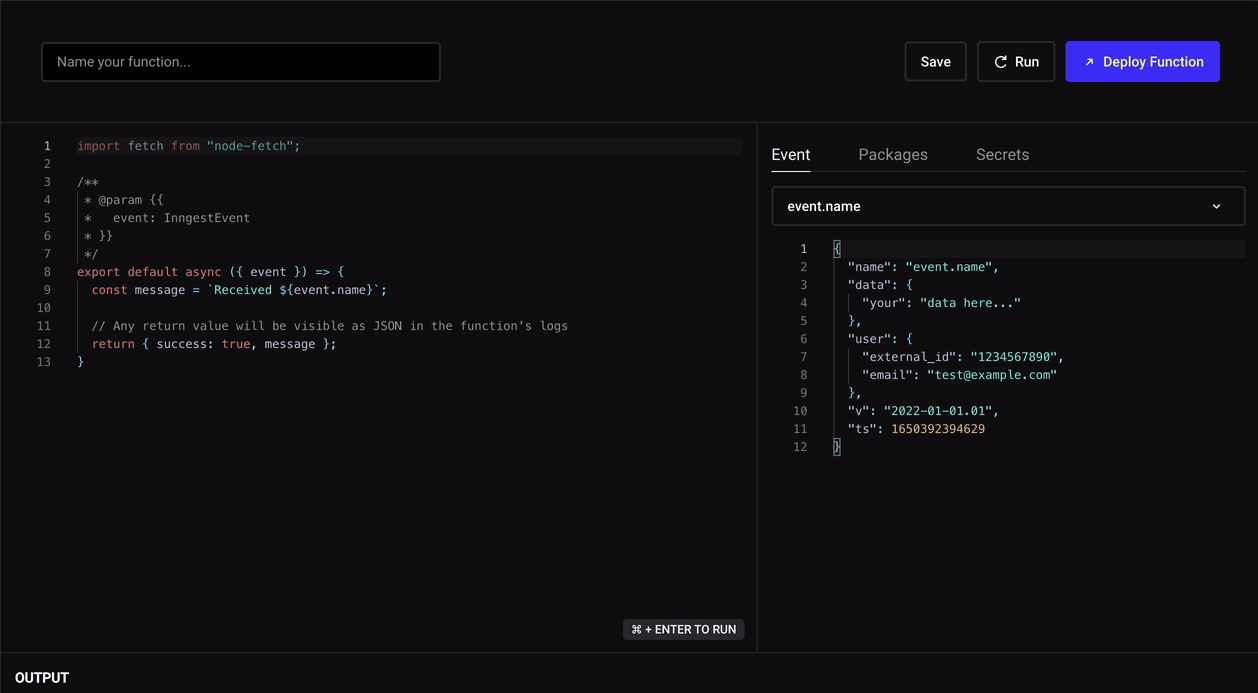 Name your function...
Save
Run
Deploy Function
1 import fetch from "node-fetch";
2
3 /**
4  * @param {{
5  *   event: InngestEvent
6  * }}
7  */
8 export default async ({ event }) => {
9   const message = `Received ${event.name}`;
10
11   // Any return value will be visible as JSON in the function's logs
12   return { success: true, message };
13 }
⌘ + ENTER TO RUN
Event
Packages
Secrets
event.name
1 {
2   "name": "event.name",
3   "data": {
4     "your": "data here..."
5   },
6   "user": {
7     "external_id": "1234567890",
8     "email": "test@example.com"
9   },
10   "v": "2022-01-01.01",
11   "ts": 1650392394629
12 }
OUTPUT